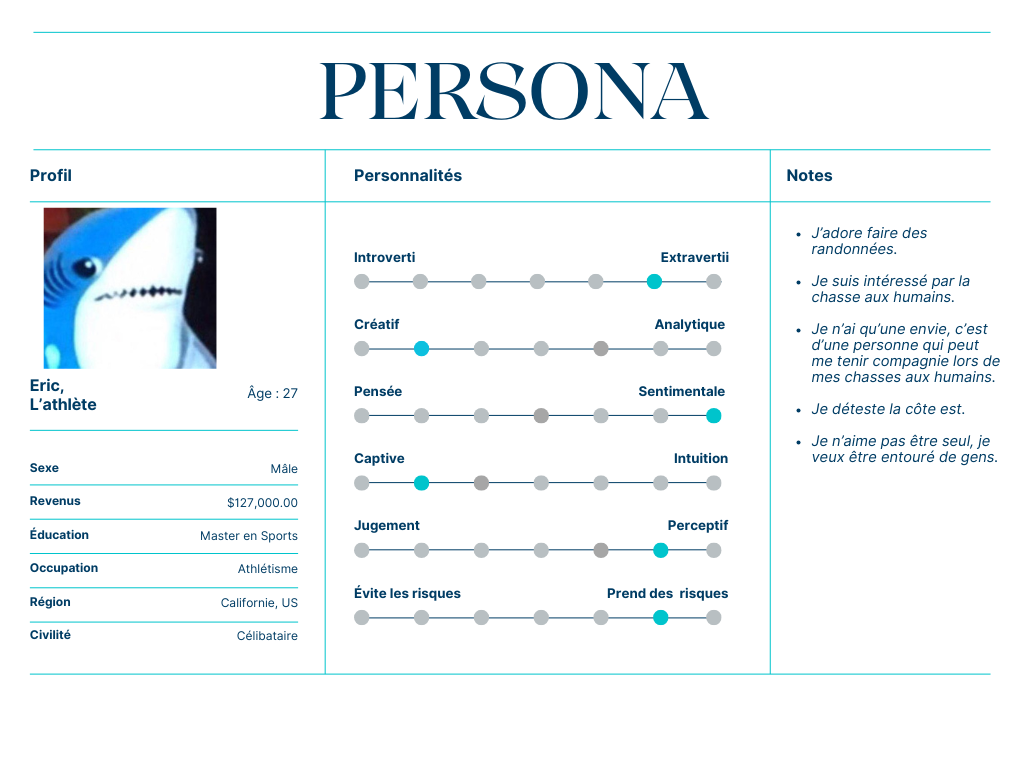 PERSONA
Profil
Eric,
L’athlète
Âge : 27
Sexe Mâle
Revenus $127,000.00
Éducation Master en Sports
Occupation Athlétisme
Région Californie, US
Civilité Célibataire
Personnalités
Introverti Extravertii
Créatif Analytique
Pensée Sentimentale
Captive Intuition
Jugement Perceptif
Évite les risques Prend des risques
Notes
• J’adore faire des
randonnées.
• Je suis intéressé par la
chasse aux humains.
• Je n’ai qu’une envie, c’est
d’une personne qui peut
me tenir compagnie lors de
mes chasses aux humains.
• Je déteste la côte est.
• Je n’aime pas être seul, je
veux être entouré de gens.